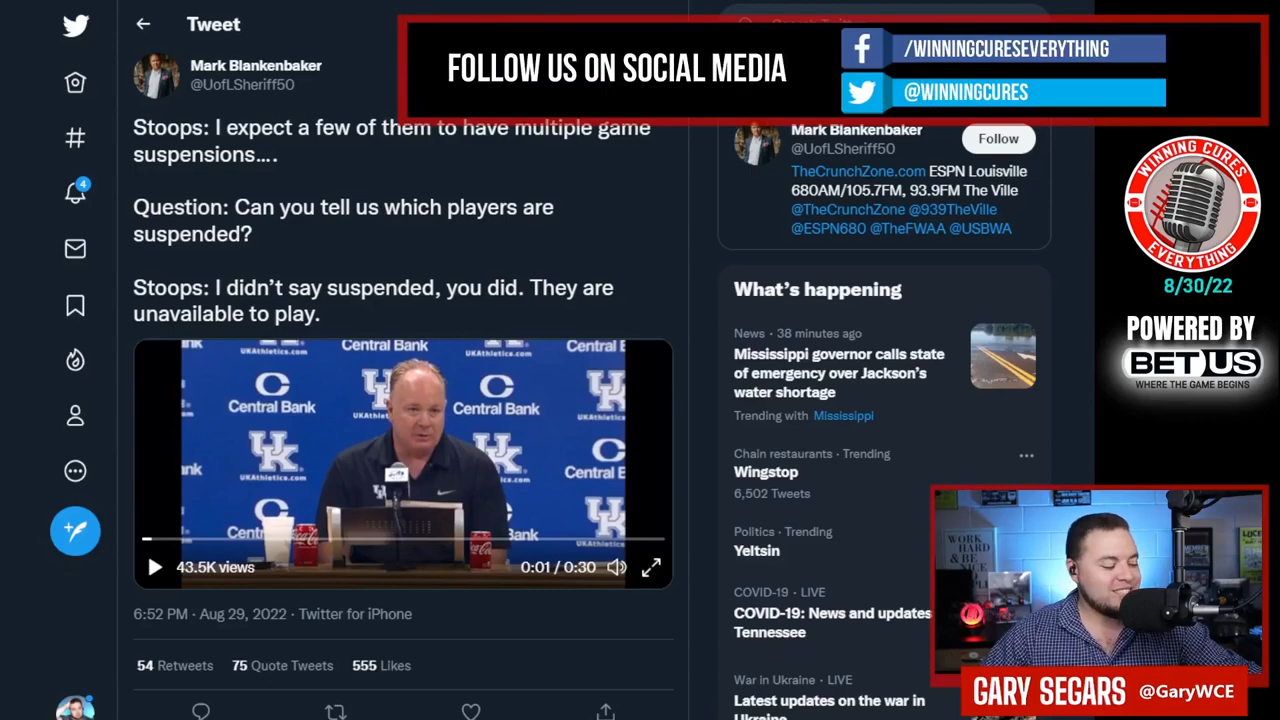 Tweet
Mark Blankenbaker
@UofLSheriff50
Stoops: I expect a few of them to have multiple game
suspensions....
Question: Can you tell us which players are
suspended?
Stoops: I didn't say suspended, you did. They are
unavailable to play.
UKAthletics.com
Central Bank
UK
43.5K views
0:01 / 0:30
6:52 PM · Aug 29, 2022 · Twitter for iPhone
54 Retweets 75 Quote Tweets 555 Likes
4
FOLLOW US ON SOCIAL MEDIA
/WINNINGCURESEVERYTHING
@WINNINGCURES
Mark Blankenbaker
@UofLSheriff50
Follow
TheCrunchZone.com ESPN Louisville
680AM/105.7FM, 93.9FM The Ville
@TheCrunchZone @939TheVille
@ESPN680 @TheFWAA @USBWA
What's happening
News · 38 minutes ago
Mississippi governor calls state
of emergency over Jackson's
water shortage
Trending with Mississippi
Chain restaurants · Trending
Wingstop
6,502 Tweets
Politics · Trending
Yeltsin
COVID-19 · LIVE
COVID-19: News and updates
Tennessee
War in Ukraine · LIVE
Latest updates on the war in
Ukraine
WINNING CURES
EVERYTHING
8/30/22
POWERED BY
BETUS
WHERE THE GAME BEGINS
WORK
HARD
GARY SEGARS @GaryWCE